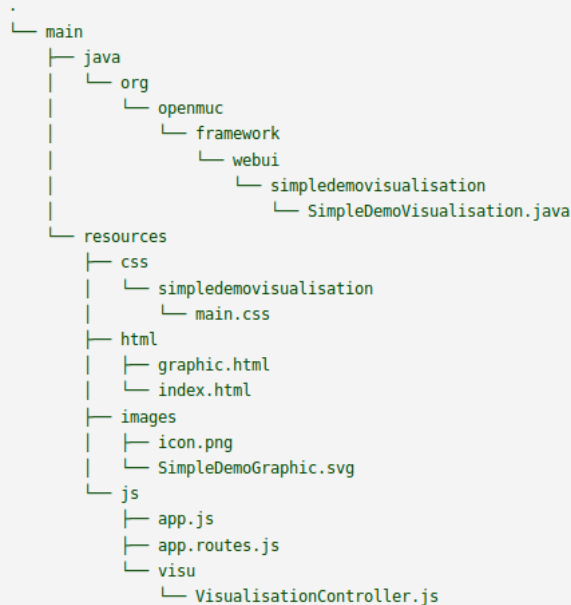 .
└── main
    ├── java
    │   └── org
    │       └── openmuc
    │           └── framework
    │               └── webui
    │                   └── simpledemovisualisation
    │                       └── SimpleDemoVisualisation.java
    └── resources
        ├── css
        │   └── simpledemovisualisation
        │       └── main.css
        ├── html
        │   ├── graphic.html
        │   └── index.html
        ├── images
        │   ├── icon.png
        │   └── SimpleDemoGraphic.svg
        └── js
            ├── app.js
            ├── app.routes.js
            └── visu
                └── VisualisationController.js